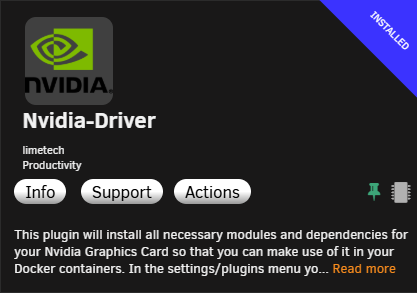 INSTALLED
NVIDIA.
Nvidia-Driver
limetech
Productivity
Info Support Actions
This plugin will install all necessary modules and dependencies for
your Nvidia Graphics Card so that you can make use of it in your
Docker containers. In the settings/plugins menu yo... Read more